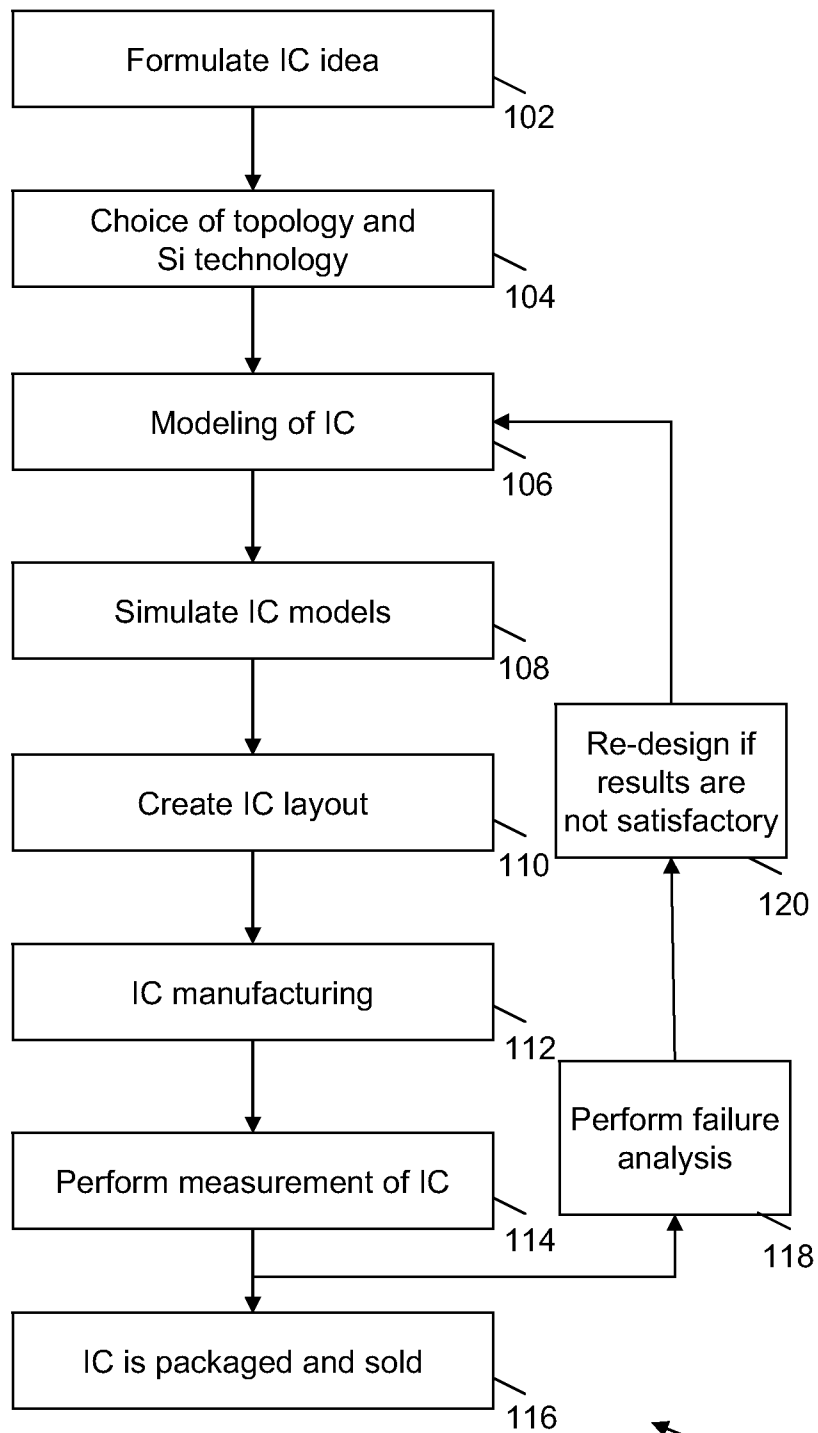 Formulate IC idea
102
Choice of topology and
Si technology
104
Modeling of IC
106
Simulate IC models
108
Create IC layout
110
IC manufacturing
112
Perform measurement of IC
114
IC is packaged and sold
116
Perform failure
analysis
118
Re-design if
results are
not satisfactory
120